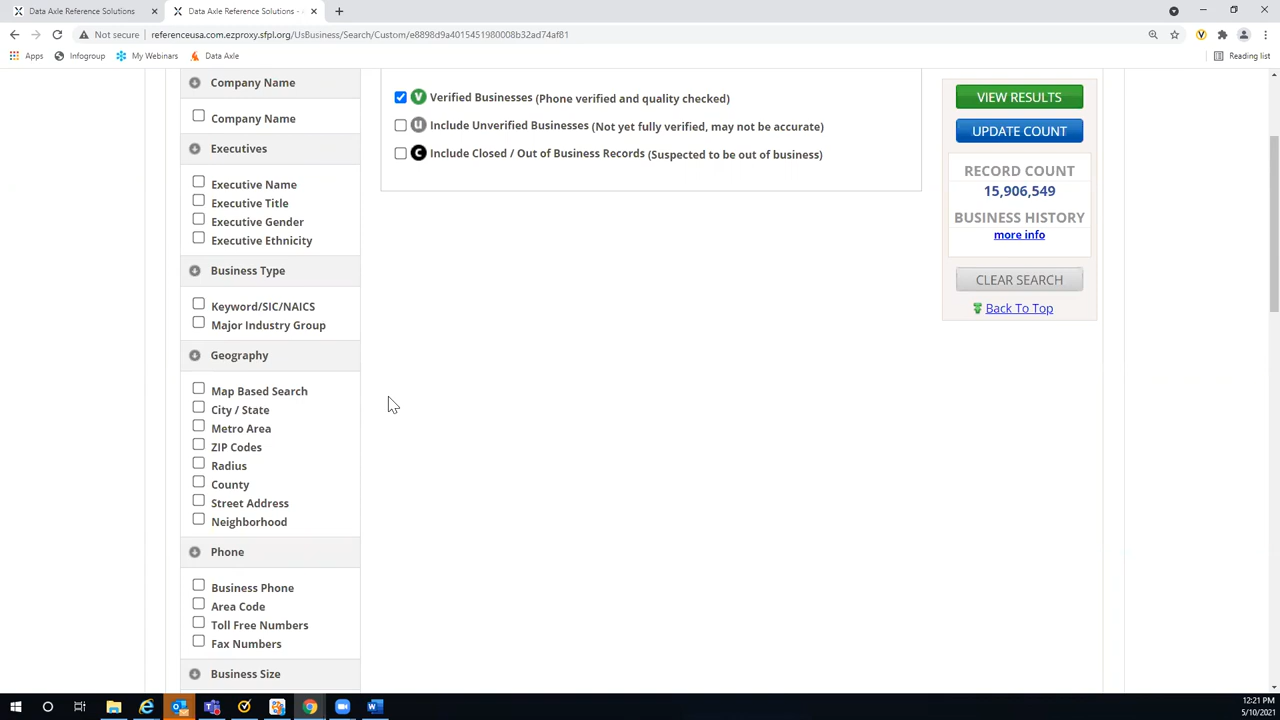 Data Axle Reference Solutions
Data Axle Reference Solutions -
Not secure
referenceusa.com.ezproxy.sfpl.org/UsBusiness/Search/Custom/e8898d9a4015451980008b32ad74af81
Apps
Infogroup
My Webinars
Data Axle
Reading list
Company Name
Company Name
Executives
Executive Name
Executive Title
Executive Gender
Executive Ethnicity
Business Type
Keyword/SIC/NAICS
Major Industry Group
Geography
Map Based Search
City / State
Metro Area
ZIP Codes
Radius
County
Street Address
Neighborhood
Phone
Business Phone
Area Code
Toll Free Numbers
Fax Numbers
Business Size
V Verified Businesses (Phone verified and quality checked)
u Include Unverified Businesses (Not yet fully verified, may not be accurate)
C Include Closed / Out of Business Records (Suspected to be out of business)
VIEW RESULTS
UPDATE COUNT
RECORD COUNT
15,906,549
BUSINESS HISTORY
more info
CLEAR SEARCH
Back To Top
12:21 PM
5/10/2021